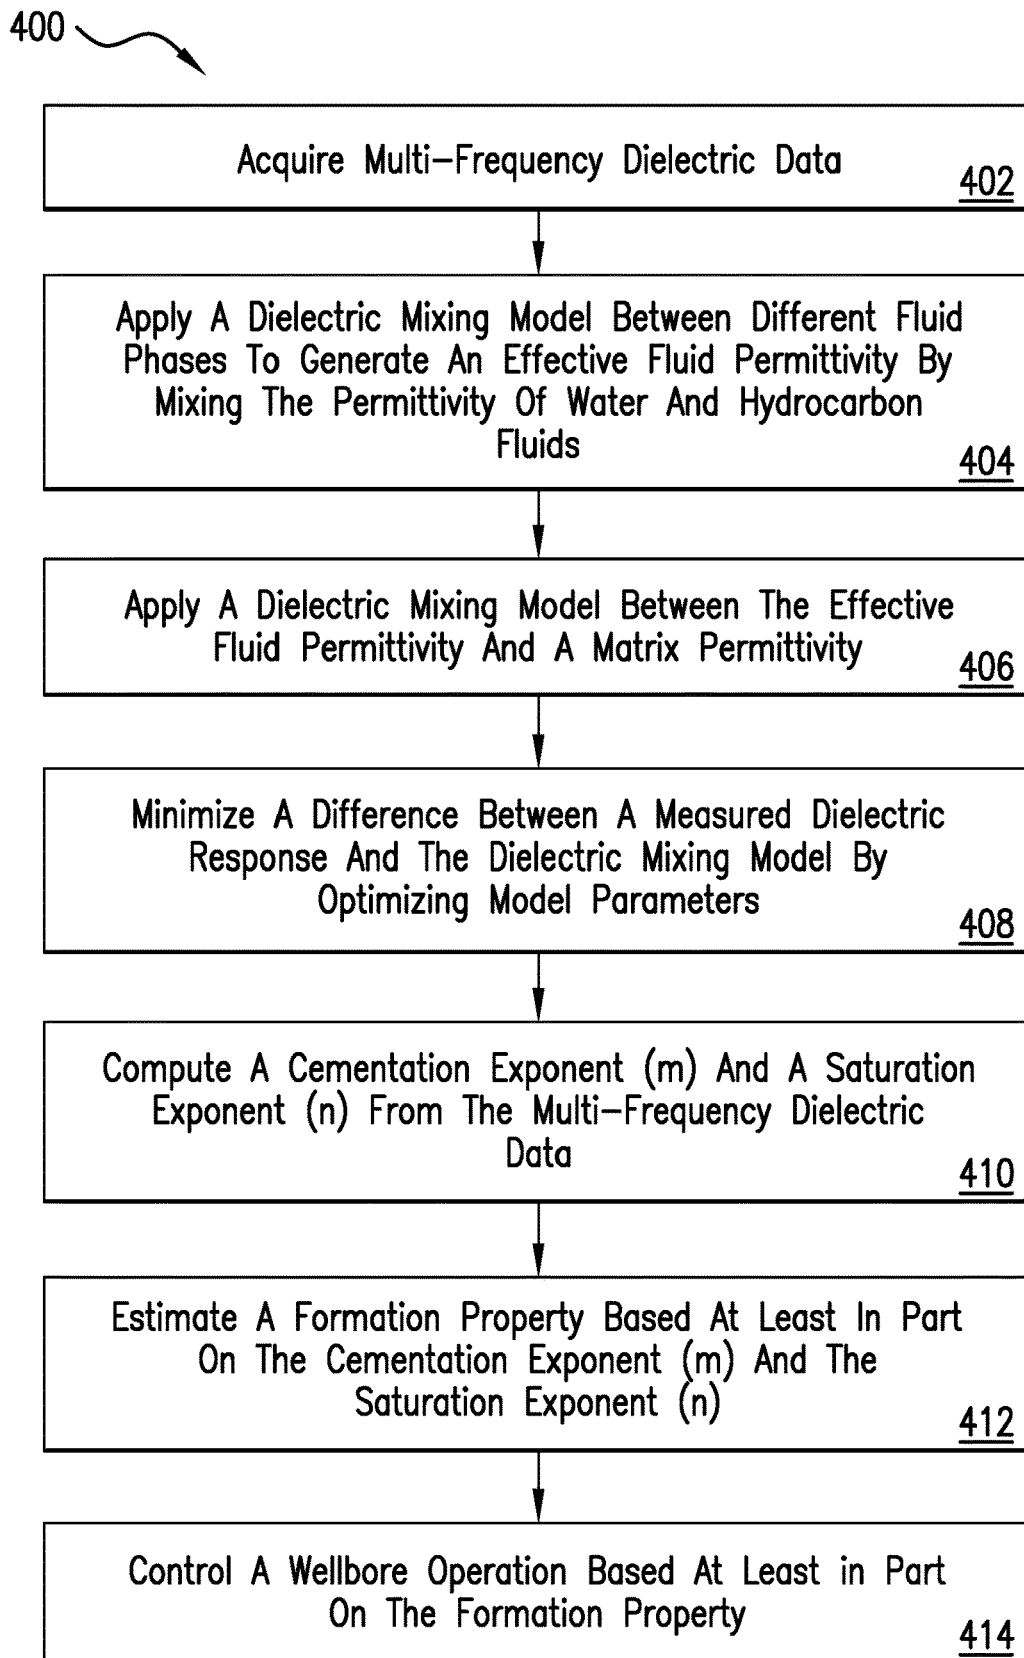 400
Acquire Multi-Frequency Dielectric Data
402
Apply A Dielectric Mixing Model Between Different Fluid
Phases To Generate An Effective Fluid Permittivity By
Mixing The Permittivity Of Water And Hydrocarbon
Fluids
404
Apply A Dielectric Mixing Model Between The Effective
Fluid Permittivity And A Matrix Permittivity
406
Minimize A Difference Between A Measured Dielectric
Response And The Dielectric Mixing Model By
Optimizing Model Parameters
408
Compute A Cementation Exponent (m) And A Saturation
Exponent (n) From The Multi-Frequency Dielectric
Data
410
Estimate A Formation Property Based At Least In Part
On The Cementation Exponent (m) And The
Saturation Exponent (n)
412
Control A Wellbore Operation Based At Least in Part
On The Formation Property
414